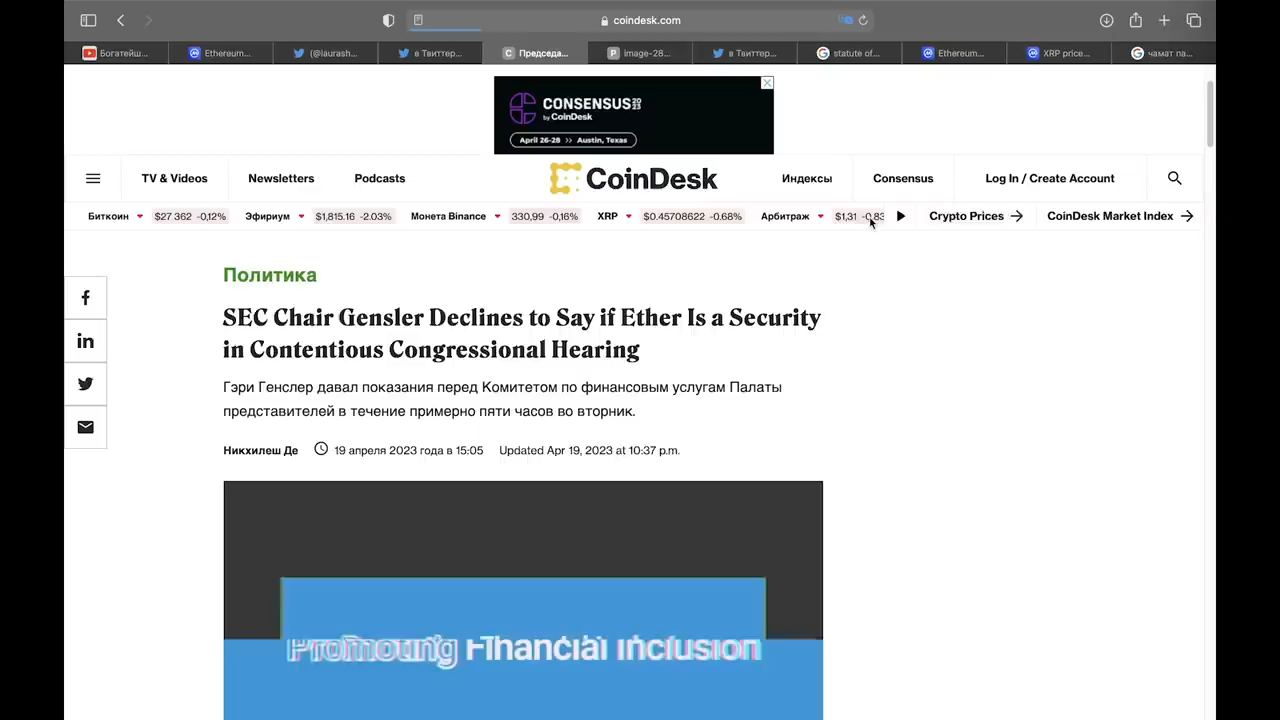 coindesk.com
Богатейш...
Ethereum...
(@laurash...
в Твиттер...
Председа...
image-28...
в Твиттер...
statute of...
Ethereum...
XRP price...
чамат па...
CONSENSUS 2023
by CoinDesk
April 26-28 >> Austin, Texas
TV & Videos
Newsletters
Podcasts
CoinDesk
Индексы
Consensus
Log In / Create Account
Биткоин $27 362 -0,12% Эфириум $1,815.16 -2.03% Монета Binance 330,99 -0,16% XRP $0.45708622 -0.68% Арбитраж $1,31 -0,83
Crypto Prices
CoinDesk Market Index
Политика
SEC Chair Gensler Declines to Say if Ether Is a Security
in Contentious Congressional Hearing
Гэри Генслер давал показания перед Комитетом по финансовым услугам Палаты
представителей в течение примерно пяти часов во вторник.
Никхилеш Де 19 апреля 2023 года в 15:05 Updated Apr 19, 2023 at 10:37 p.m.
Promoting Financial Inclusion